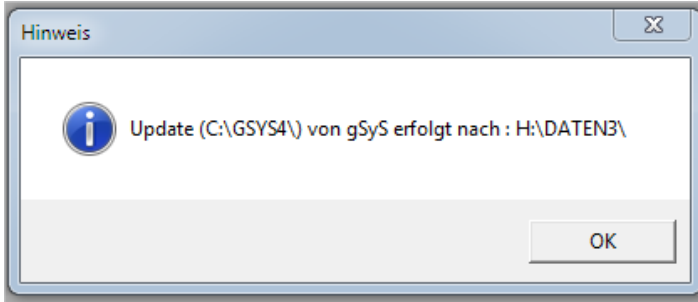 Hinweis
Update (C:\GSYS4\) von gSyS erfolgt nach : H:\DATEN3\
OK